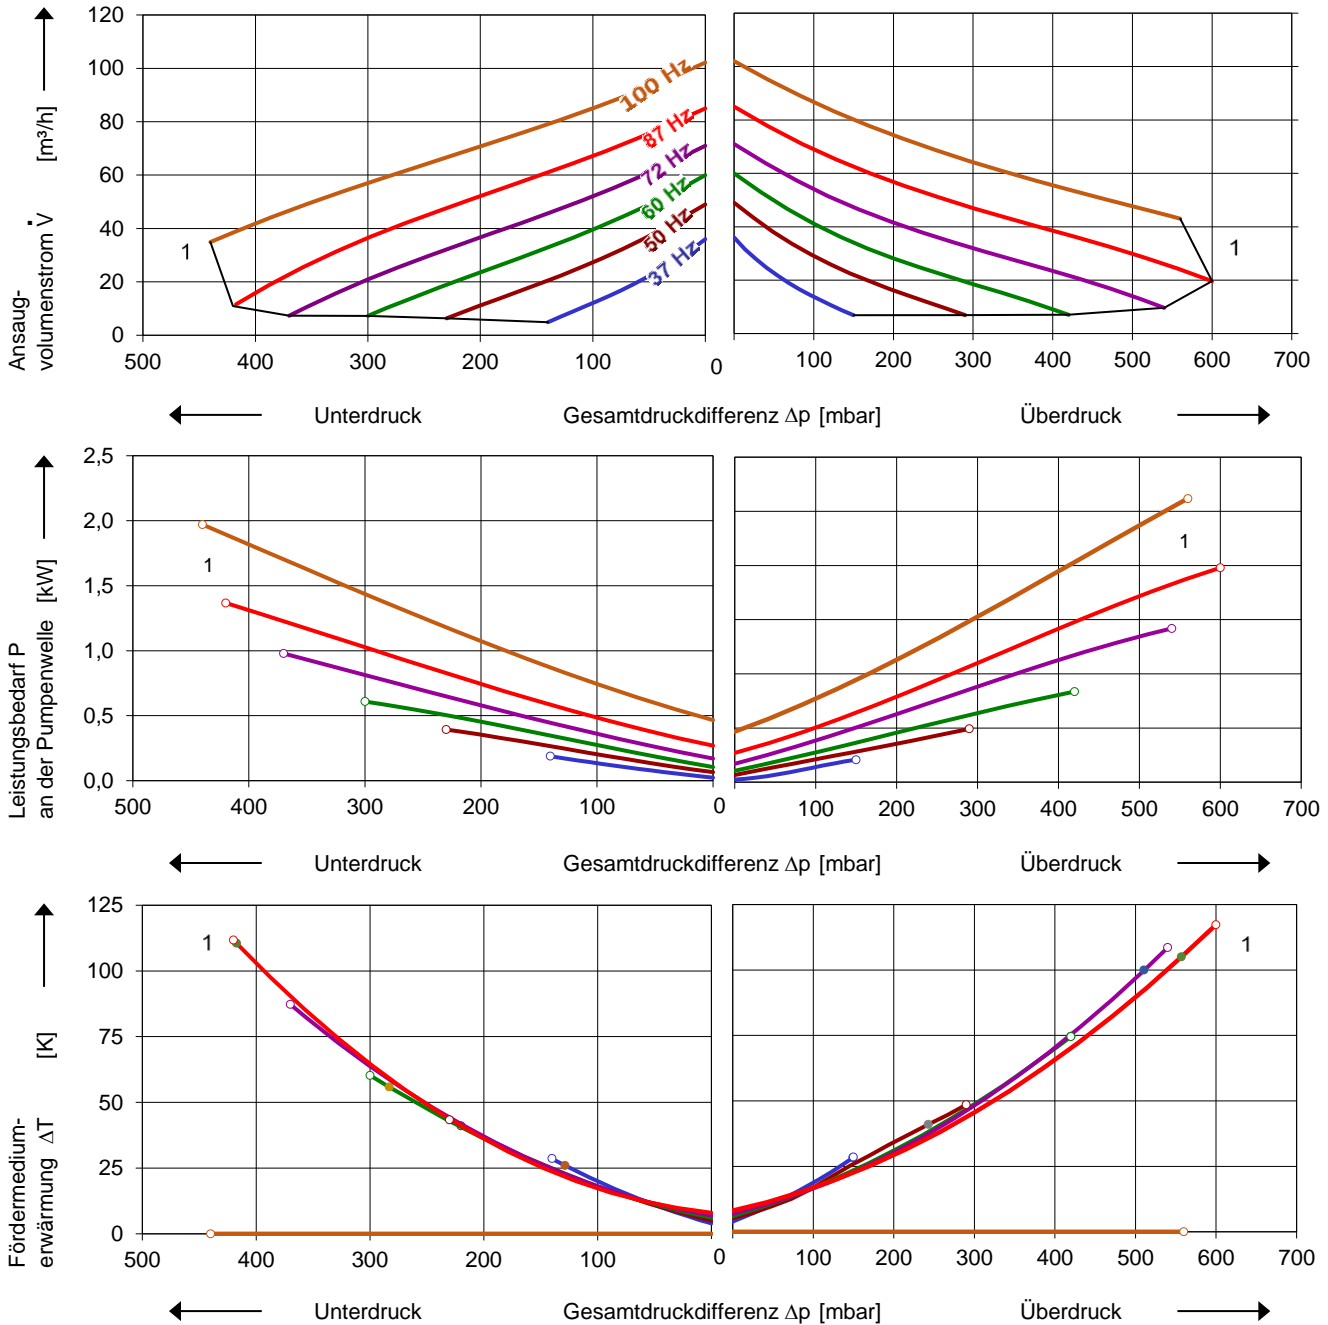 120
100
80
60
40
20
0
[m³/h]
Ansaug-
volumenstrom V̇
100 Hz
87 Hz
72 Hz
60 Hz
50 Hz
37 Hz
1
1
500 400 300 200 100 0 100 200 300 400 500 600 700
Unterdruck Gesamtdruckdifferenz Δp [mbar] Überdruck
2,5
2,0
1,5
1,0
0,5
0,0
Leistungsbedarf P
an der Pumpenwelle [kW]
1
1
500 400 300 200 100 0 100 200 300 400 500 600 700
Unterdruck Gesamtdruckdifferenz Δp [mbar] Überdruck
125
100
75
50
25
0
[K]
Fördermedium-
erwärmung ΔT
1
1
500 400 300 200 100 0 100 200 300 400 500 600 700
Unterdruck Gesamtdruckdifferenz Δp [mbar] Überdruck